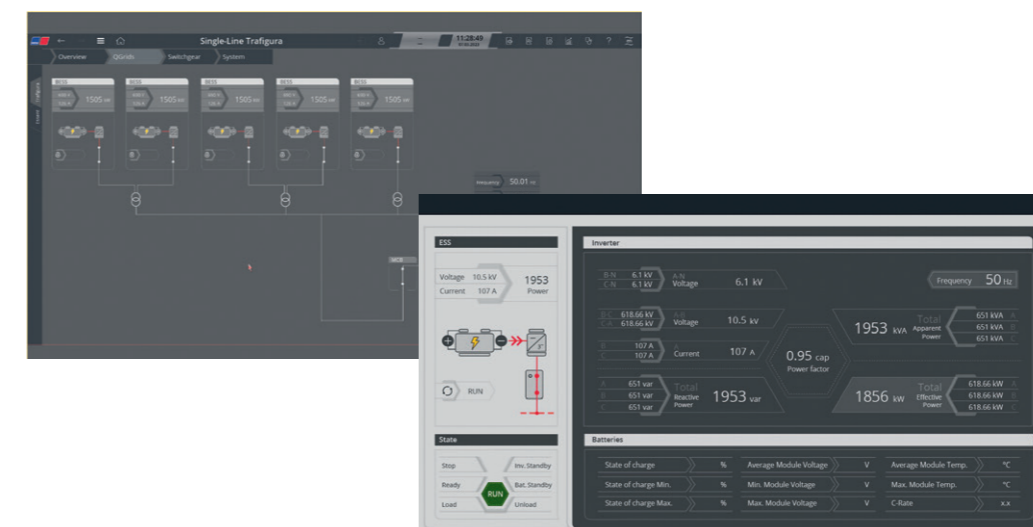 Single-Line Trafigura
11:28:49
Overview
QGrids
Switchgear
System
Trafigura
BESS
BESS
BESS
BESS
BESS
1505 kW
1505 kW
1505 kW
1505 kW
1505 kW
Frequency 50.01 Hz
ESS
Voltage 10.5 kV
Current 107 A
1953
Power
RUN
State
Stop
Inv. Standby
Ready
Bat. Standby
RUN
Load
Unload
Inverter
B-N 6.1 kV
C-N 6.1 kV
A-N
Voltage
6.1 kV
Frequency 50 Hz
B-C 618.66 kV
C-A 618.66 kV
A-B
Voltage
10.5 kV
107 A
C 107 A
A
Current
107 A
A 651 var
B 651 var
C 651 var
Total
Reactive
Power
1953 var
0.95 cap
Power factor
1953 kVA
Total
Apparent
Power
651 kVA A
651 kVA B
651 kVA C
1856 kW
Total
Effective
Power
618.66 kW A
618.66 kW B
618.66 kW C
Batteries
State of charge %
Average Module Voltage V
Average Module Temp. °C
State of charge Min. %
Min. Module Voltage V
Max. Module Temp. °C
State of charge Max. %
Max. Module Voltage V
C-Rate x.x